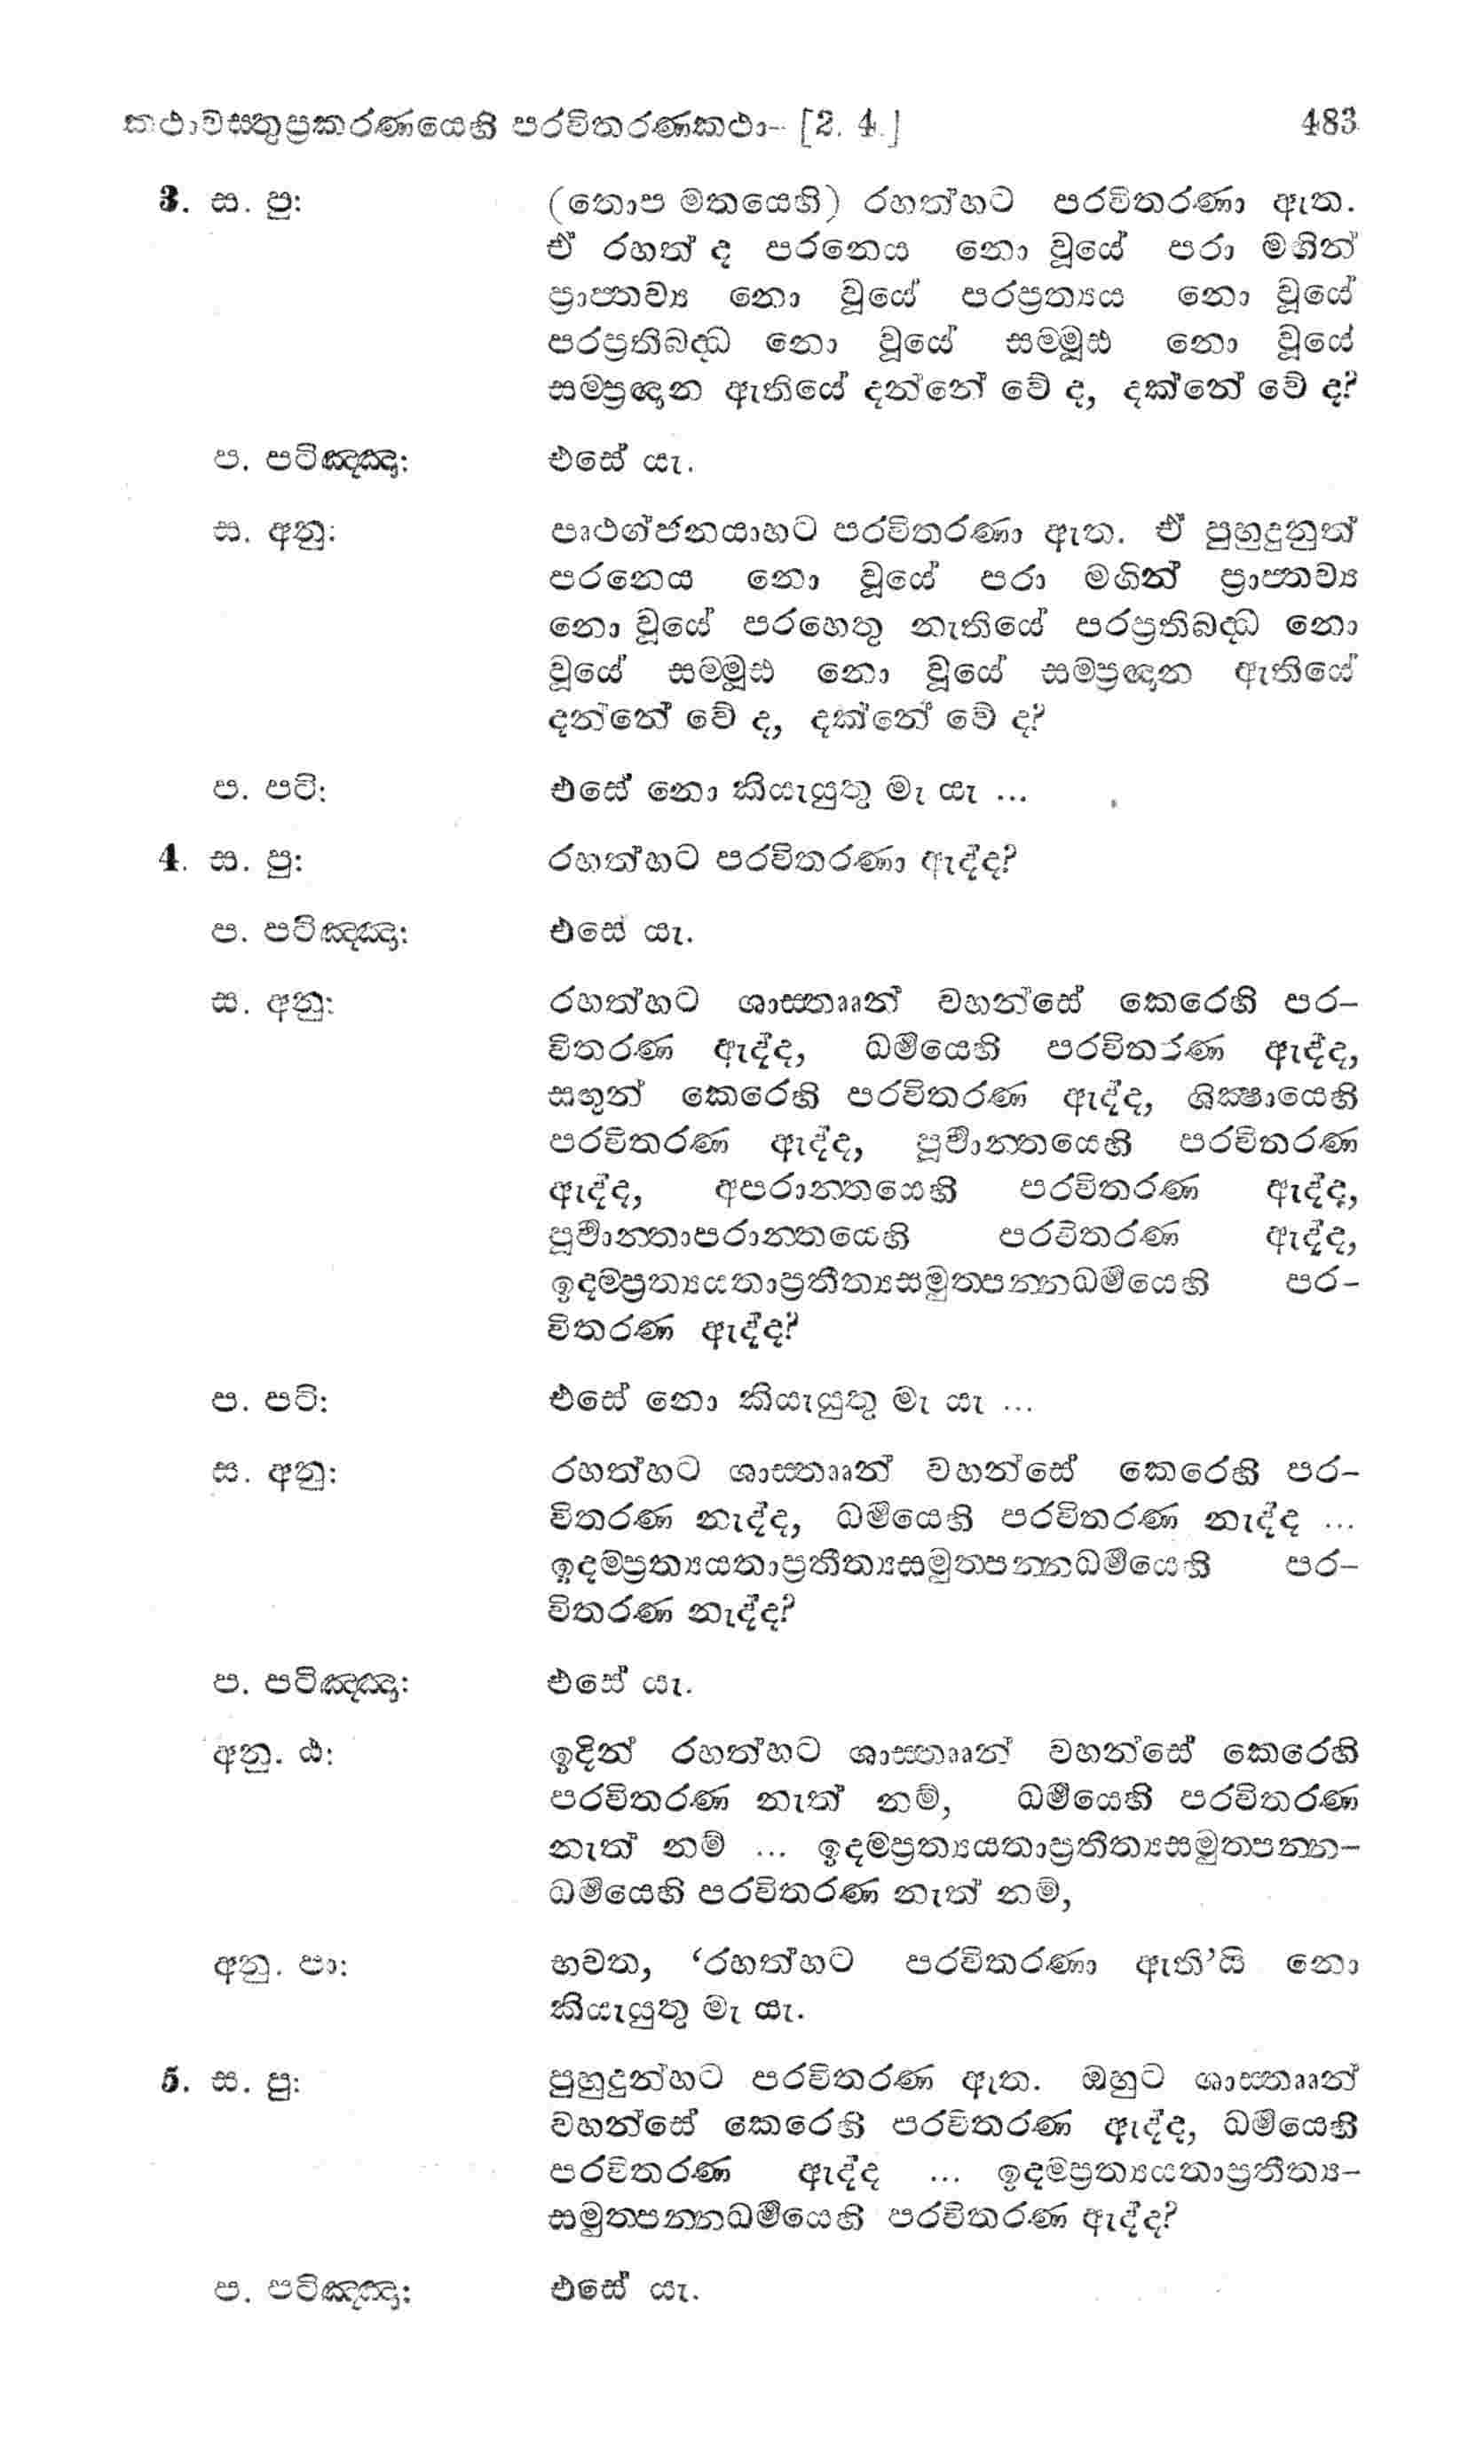 කථාවස්තුප්‍රකරණයෙහි පරවිතරණකථා– [2. 4.] 483
3. ස. පු: (තොප මතයෙහි) රහත්හට පරවිතරණා ඇත.
ඒ රහත් ද පරනෙය නො වූයේ පරා මගින්
ප්‍රාප්තව්‍ය නො වූයේ පරප්‍රත්‍යය නො වූයේ
පරප්‍රතිබද්ධ නො වූයේ සම්මූඪ නො වූයේ
සම්ප්‍රඥාන ඇතියේ දන්නේ වේ ද, දක්නේ වේ ද?
ප. පටිඤ්ඤා: එසේ යැ.
ස. අනු: පෘථග්ජනයාහට පරවිතරණා ඇත. ඒ පුහුදුනුත්
පරනෙය නො වූයේ පරා මගින් ප්‍රාප්තව්‍ය
නො වූයේ පරහෙතු නැතියේ පරප්‍රතිබද්ධ නො
වූයේ සම්මූඪ නො වූයේ සම්ප්‍රඥාන ඇතියේ
දන්නේ වේ ද, දක්නේ වේ ද?
ප. පටි: එසේ නො කියැයුතු මැ යැ ...
4. ස. පු: රහත්හට පරවිතරණා ඇද්ද?
ප. පටිඤ්ඤා: එසේ යැ.
ස. අනු: රහත්හට ශාස්තෲන් වහන්සේ කෙරෙහි පර–
විතරණ ඇද්ද, ධර්මයෙහි පරවිතරණ ඇද්ද,
සඟුන් කෙරෙහි පරවිතරණ ඇද්ද, ශික්ෂායෙහි
පරවිතරණ ඇද්ද, පූර්වාන්තයෙහි පරවිතරණ
ඇද්ද, අපරාන්තයෙහි පරවිතරණ ඇද්ද,
පූර්වාන්තාපරාන්තයෙහි පරවිතරණ ඇද්ද,
ඉදම්ප්‍රත්‍යයතාප්‍රතීත්‍යසමුත්පන්නධර්මයෙහි පර–
විතරණ ඇද්ද?
ප. පටි: එසේ නො කියැයුතු මැ යැ ...
ස. අනු: රහත්හට ශාස්තෲන් වහන්සේ කෙරෙහි පර–
විතරණ නැද්ද, ධර්මයෙහි පරවිතරණ නැද්ද ...
ඉදම්ප්‍රත්‍යයතාප්‍රතීත්‍යසමුත්පන්නධර්මයෙහි පර–
විතරණ නැද්ද?
ප. පටිඤ්ඤා: එසේ යැ.
අනු. ඨ: ඉදින් රහත්හට ශාස්තෲන් වහන්සේ කෙරෙහි
පරවිතරණ නැත් නම්, ධර්මයෙහි පරවිතරණ
නැත් නම් ... ඉදම්ප්‍රත්‍යයතාප්‍රතීත්‍යසමුත්පන්න–
ධර්මයෙහි පරවිතරණ නැත් නම්,
අනු. පා: භවත, ‘රහත්හට පරවිතරණා ඇති’යි නො
කියැයුතු මැ යැ.
5. ස. පු: පුහුදුන්හට පරවිතරණ ඇත. ඔහුට ශාස්තෲන්
වහන්සේ කෙරෙහි පරවිතරණ ඇද්ද, ධර්මයෙහි
පරවිතරණ ඇද්ද ... ඉදම්ප්‍රත්‍යයතාප්‍රතීත්‍ය–
සමුත්පන්නධර්මයෙහි පරවිතරණ ඇද්ද?
ප. පටිඤ්ඤා: එසේ යැ.